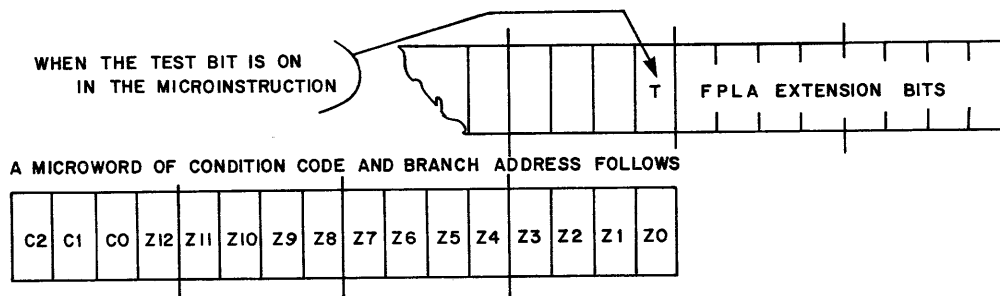 WHEN THE TEST BIT IS ON
IN THE MICROINSTRUCTION
T FPLA EXTENSION BITS
A MICROWORD OF CONDITION CODE AND BRANCH ADDRESS FOLLOWS
C2 C1 C0 Z12 Z11 Z10 Z9 Z8 Z7 Z6 Z5 Z4 Z3 Z2 Z1 Z0